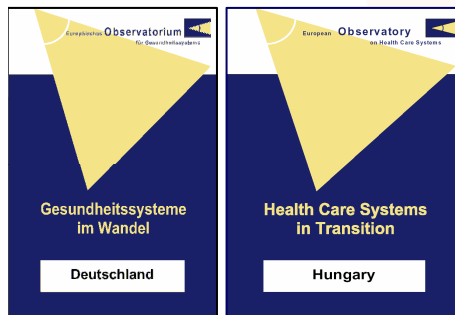 Europäisches Observatorium
für Gesundheitssysteme
Gesundheitssysteme
im Wandel
Deutschland
European Observatory
on Health Care Systems
Health Care Systems
in Transition
Hungary